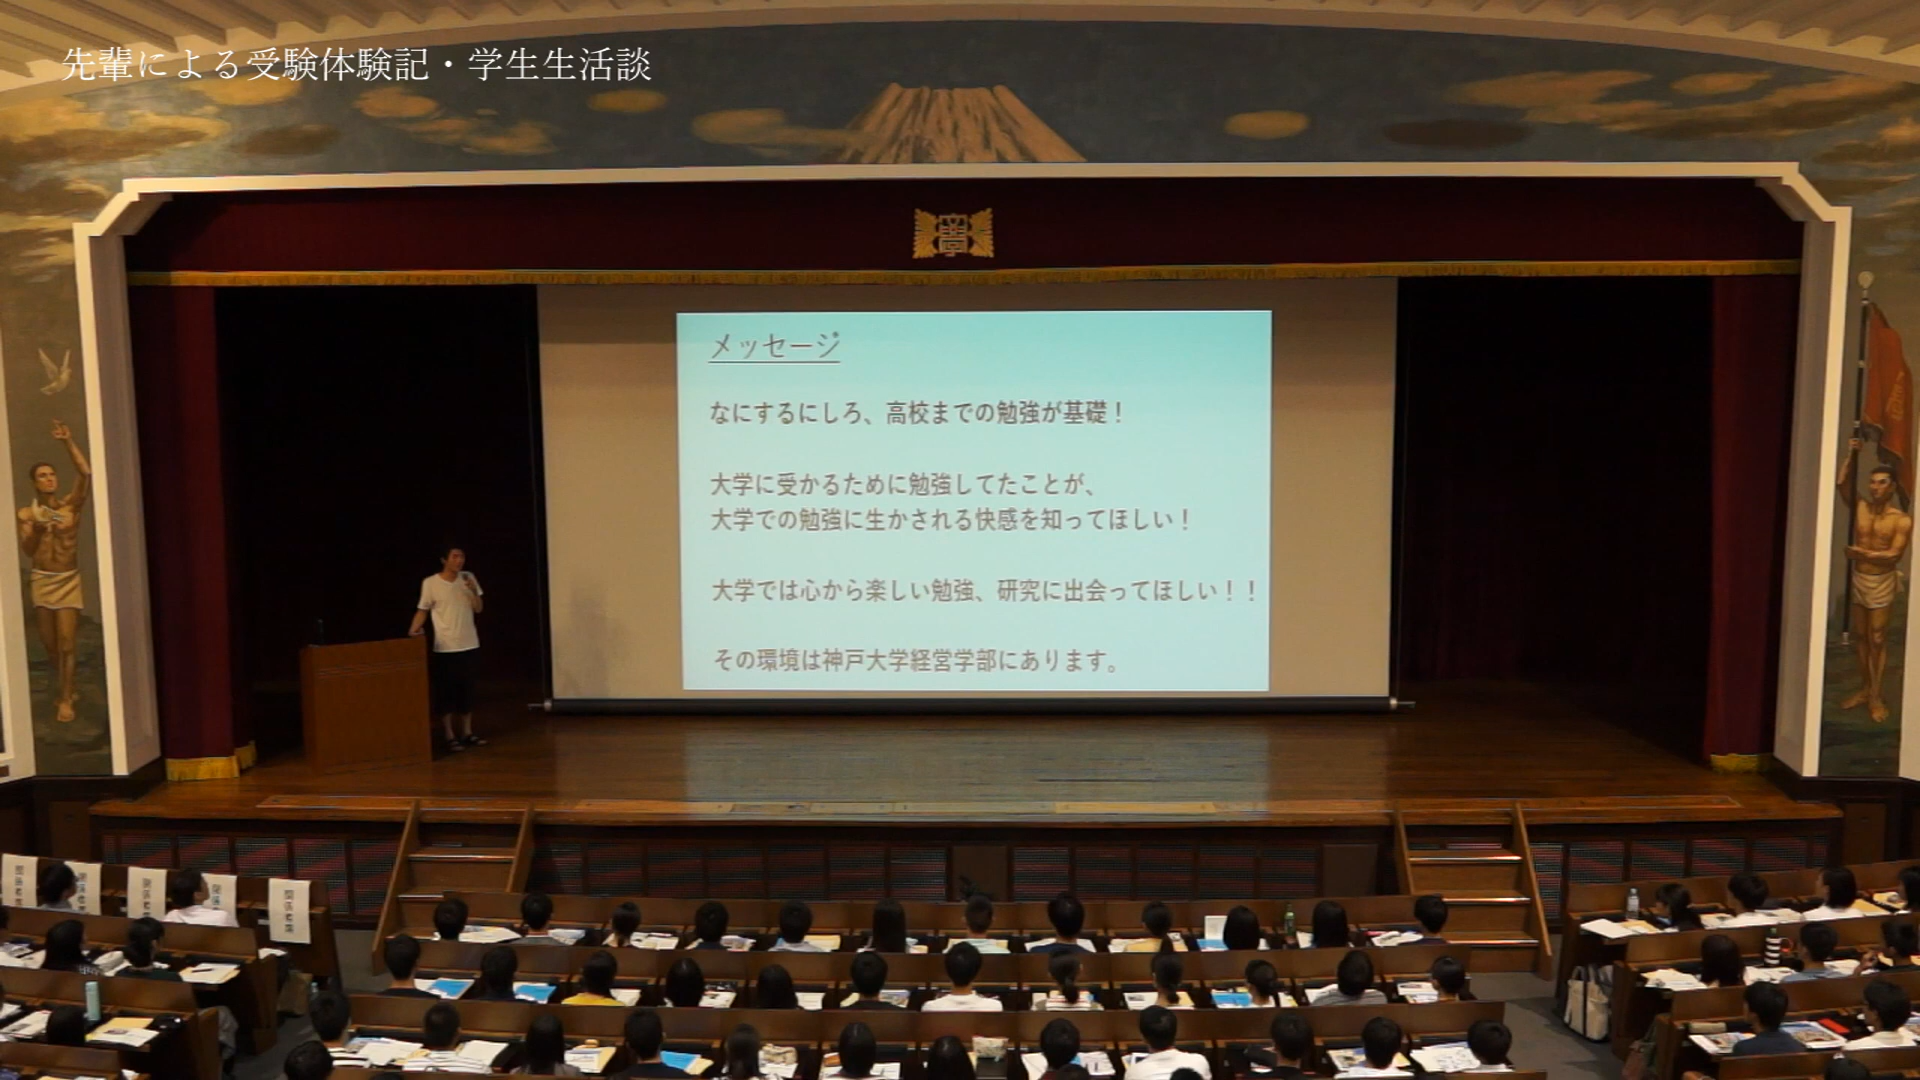 先輩による受験体験記・学生生活談
メッセージ
なにするにしろ、高校までの勉強が基礎！
大学に受かるために勉強してたことが、
大学での勉強に生かされる快感を知ってほしい！
大学では心から楽しい勉強、研究に出会ってほしい！！
その環境は神戸大学経営学部にあります。
関係者席